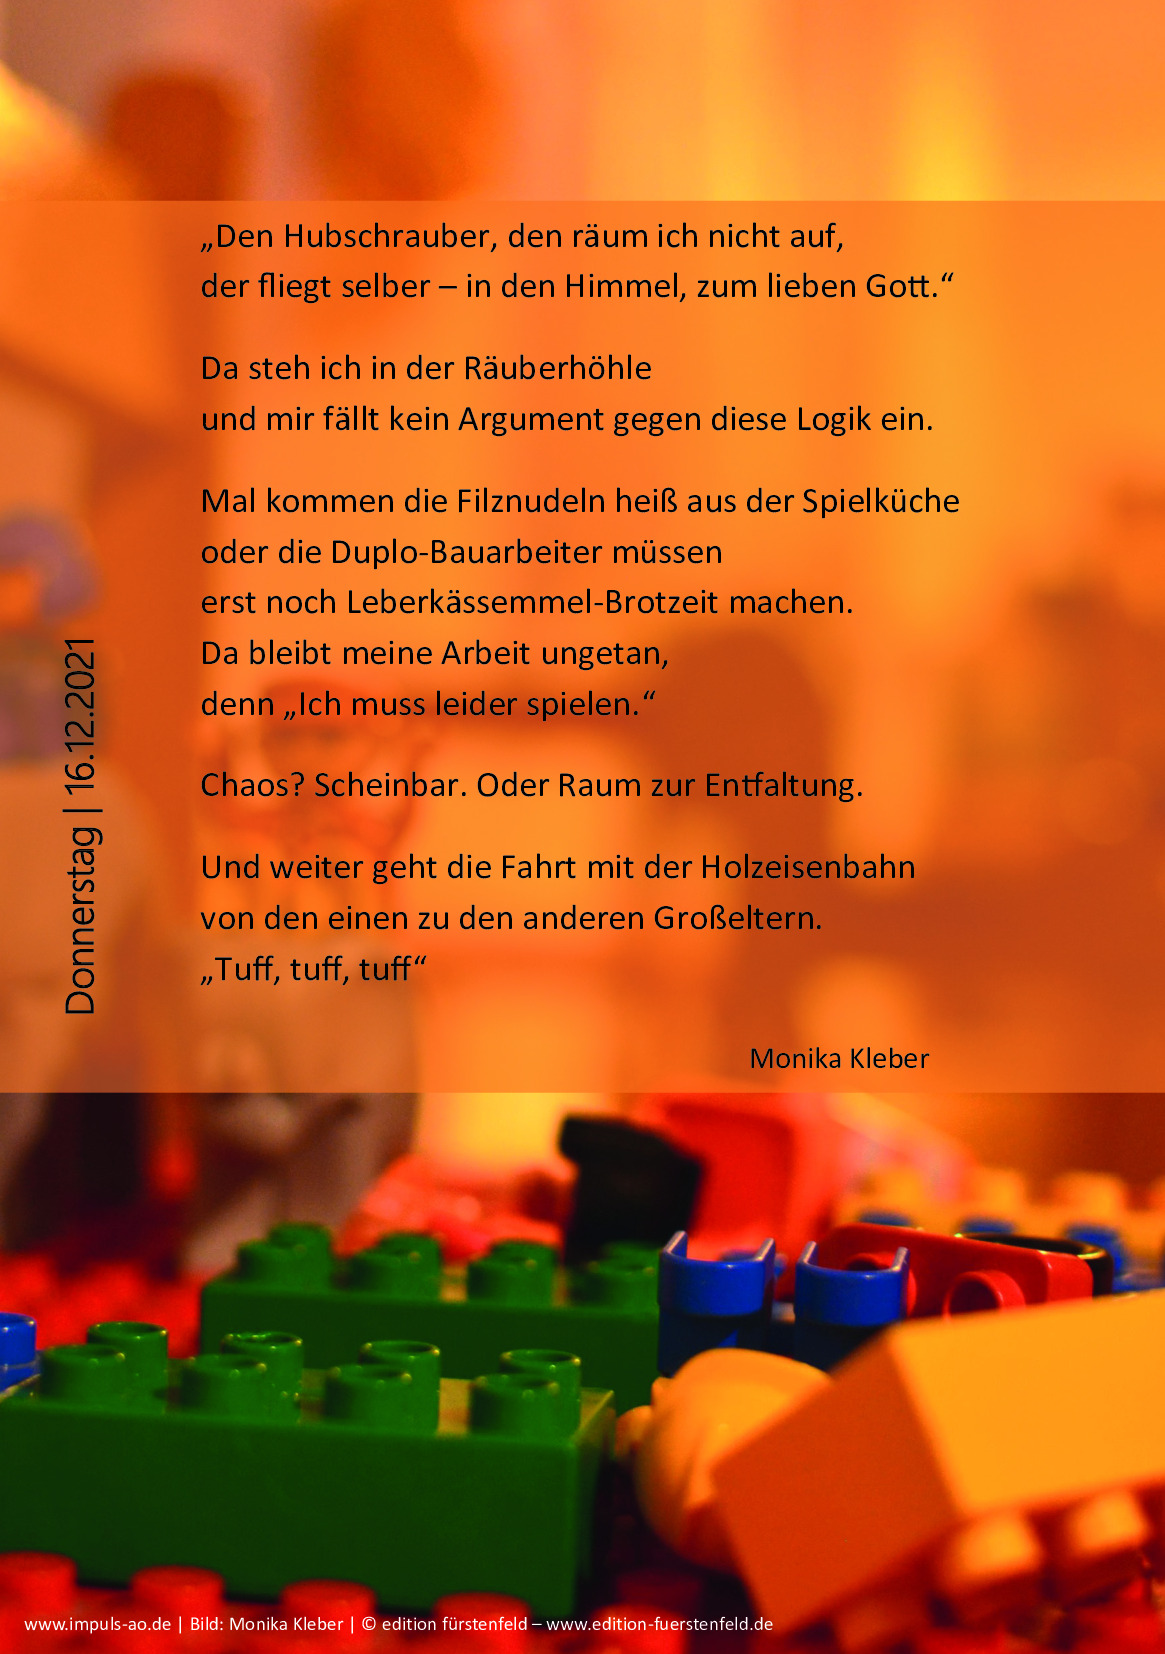 „Den Hubschrauber, den räum ich nicht auf,
der fliegt selber – in den Himmel, zum lieben Gott.“
Da steh ich in der Räuberhöhle
und mir fällt kein Argument gegen diese Logik ein.
Mal kommen die Filznudeln heiß aus der Spielküche
oder die Duplo-Bauarbeiter müssen
erst noch Leberkässemmel-Brotzeit machen.
Da bleibt meine Arbeit ungetan,
denn „Ich muss leider spielen.“
Chaos? Scheinbar. Oder Raum zur Entfaltung.
Und weiter geht die Fahrt mit der Holzeisenbahn
von den einen zu den anderen Großeltern.
„Tuff, tuff, tuff“
Monika Kleber
Donnerstag | 16.12.2021
www.impuls-ao.de | Bild: Monika Kleber | © edition fürstenfeld – www.edition-fuerstenfeld.de